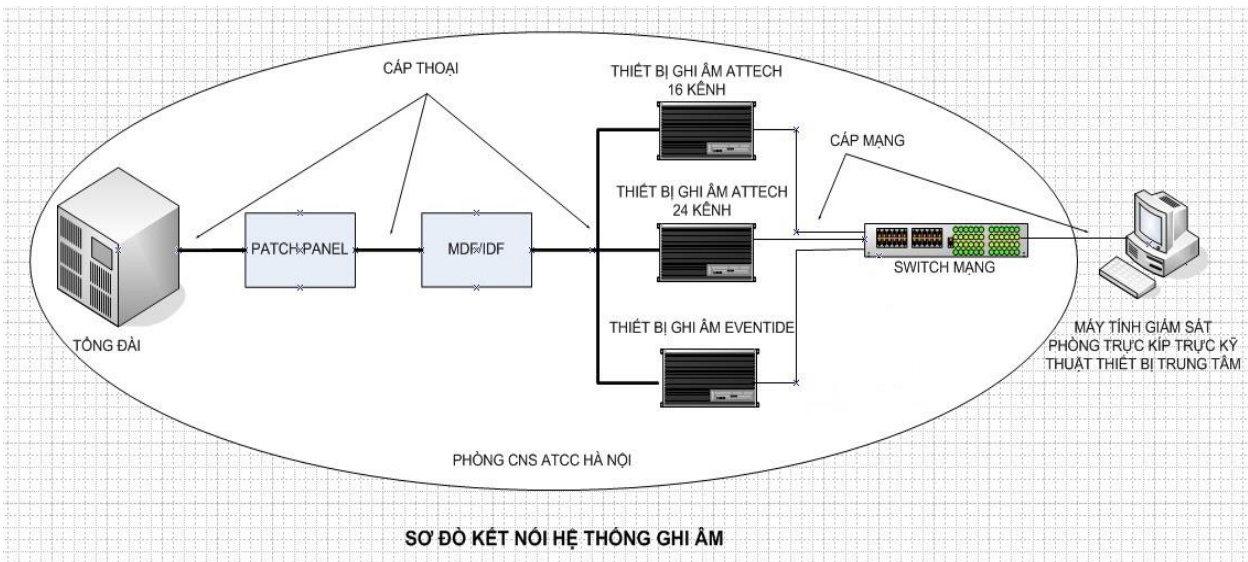 CÁP THOẠI
THIẾT BỊ GHI ÂM ATTECH
16 KÊNH
CÁP MẠNG
THIẾT BỊ GHI ÂM ATTECH
24 KÊNH
PATCH PANEL
MDF/IDF
SWITCH MẠNG
TỔNG ĐÀI
THIẾT BỊ GHI ÂM EVENTIDE
MÁY TÍNH GIÁM SÁT
PHÒNG TRỰC KÍP TRỰC KỸ
THUẬT THIẾT BỊ TRUNG TÂM
PHÒNG CNS ATCC HÀ NỘI
SƠ ĐỒ KẾT NỐI HỆ THỐNG GHI ÂM